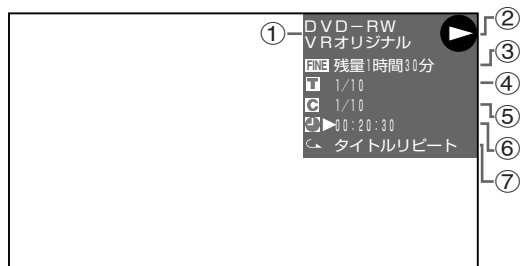 ① DVD-RW ②
VRオリジナル
FINE 残量1時間30分 ③
T 1/10 ④
C 1/10 ⑤
00:20:30 ⑥
タイトルリピート ⑦